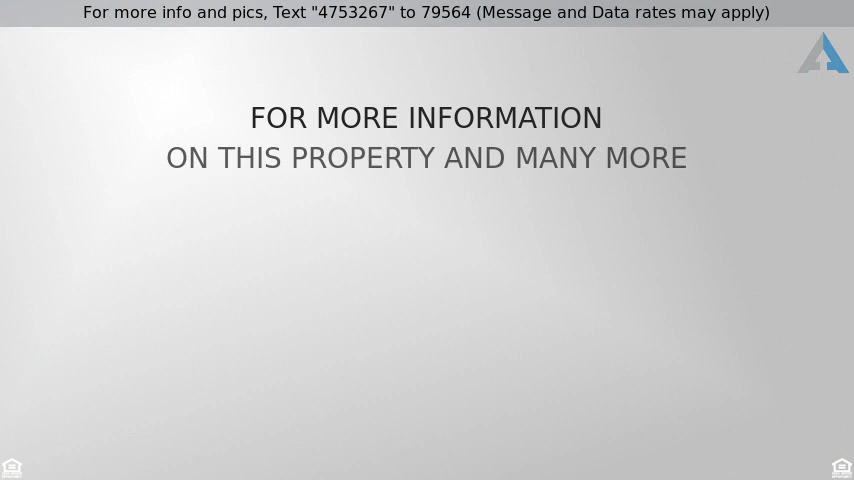 For more info and pics, Text "4753267" to 79564 (Message and Data rates may apply)
FOR MORE INFORMATION
ON THIS PROPERTY AND MANY MORE